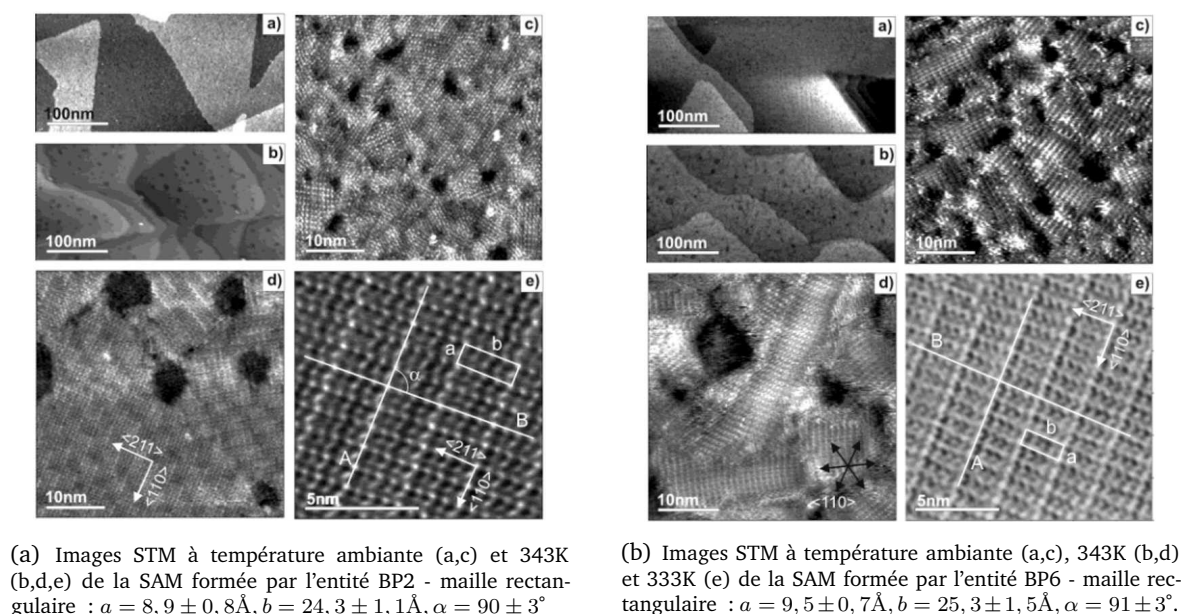 a)
100nm
b)
100nm
c)
10nm
d)
<211>
<110>
10nm
e)
a
b
α
A
B
<211>
<110>
5nm
(a) Images STM à température ambiante (a,c) et 343K
(b,d,e) de la SAM formée par l'entité BP2 - maille rectan-
gulaire : a = 8, 9 ± 0, 8Å, b = 24, 3 ± 1, 1Å, α = 90 ± 3°
a)
100nm
b)
100nm
c)
10nm
d)
<110>
10nm
e)
<211>
<110>
B
b
a
A
5nm
(b) Images STM à température ambiante (a,c), 343K (b,d)
et 333K (e) de la SAM formée par l'entité BP6 - maille rec-
tangulaire : a = 9, 5 ± 0, 7Å, b = 25, 3 ± 1, 5Å, α = 91 ± 3°.